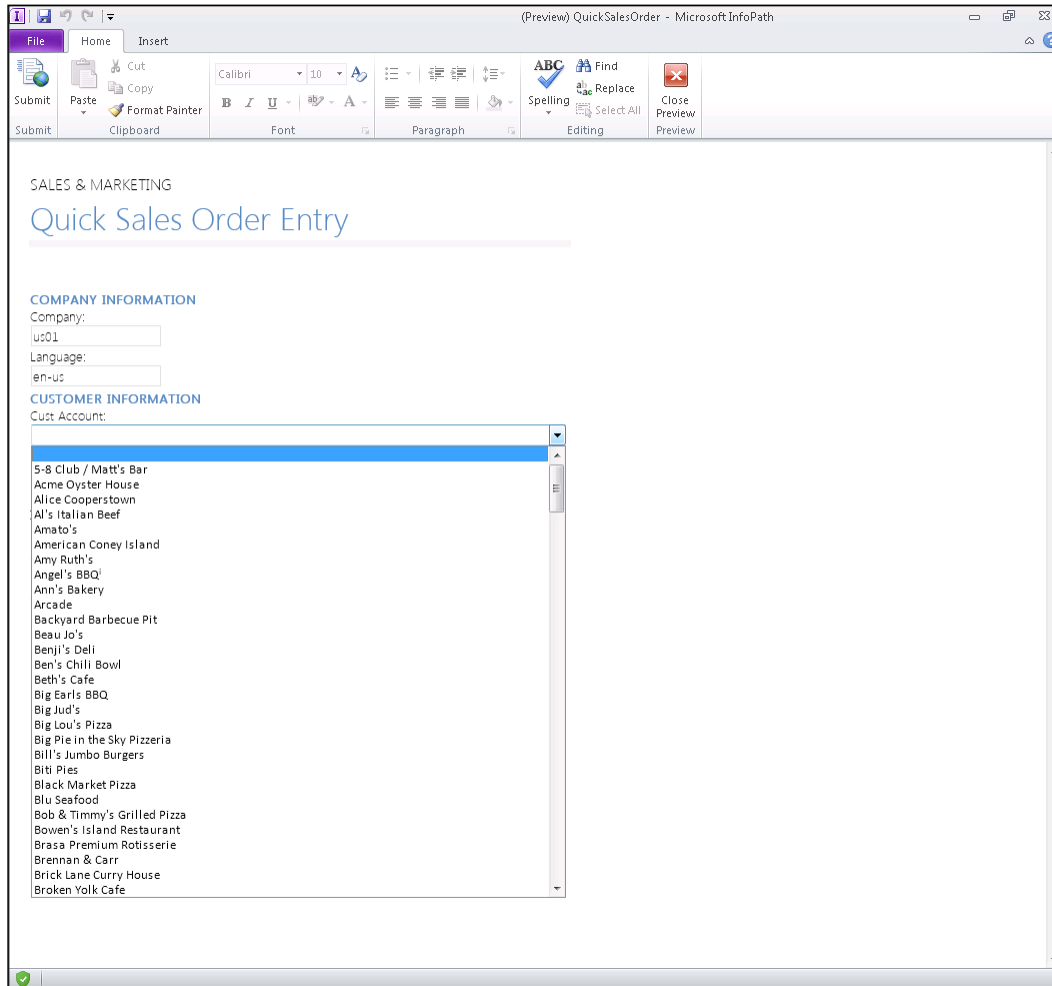 (Preview) QuickSalesOrder - Microsoft InfoPath
File Home Insert
Submit
Paste
Cut
Copy
Format Painter
Calibri 10
B I U ab A
ABC
Spelling
Find
Replace
Select All
Close Preview
Submit Clipboard Font Paragraph Editing Preview
SALES & MARKETING
Quick Sales Order Entry
COMPANY INFORMATION
Company:
us01
Language:
en-us
CUSTOMER INFORMATION
Cust Account:
5-8 Club / Matt's Bar
Acme Oyster House
Alice Cooperstown
Al's Italian Beef
Amato's
American Coney Island
Amy Ruth's
Angel's BBQ
Ann's Bakery
Arcade
Backyard Barbecue Pit
Beau Jo's
Benji's Deli
Ben's Chili Bowl
Beth's Cafe
Big Earls BBQ
Big Jud's
Big Lou's Pizza
Big Pie in the Sky Pizzeria
Bill's Jumbo Burgers
Biti Pies
Black Market Pizza
Blu Seafood
Bob & Timmy's Grilled Pizza
Bowen's Island Restaurant
Brasa Premium Rotisserie
Brennan & Carr
Brick Lane Curry House
Broken Yolk Cafe